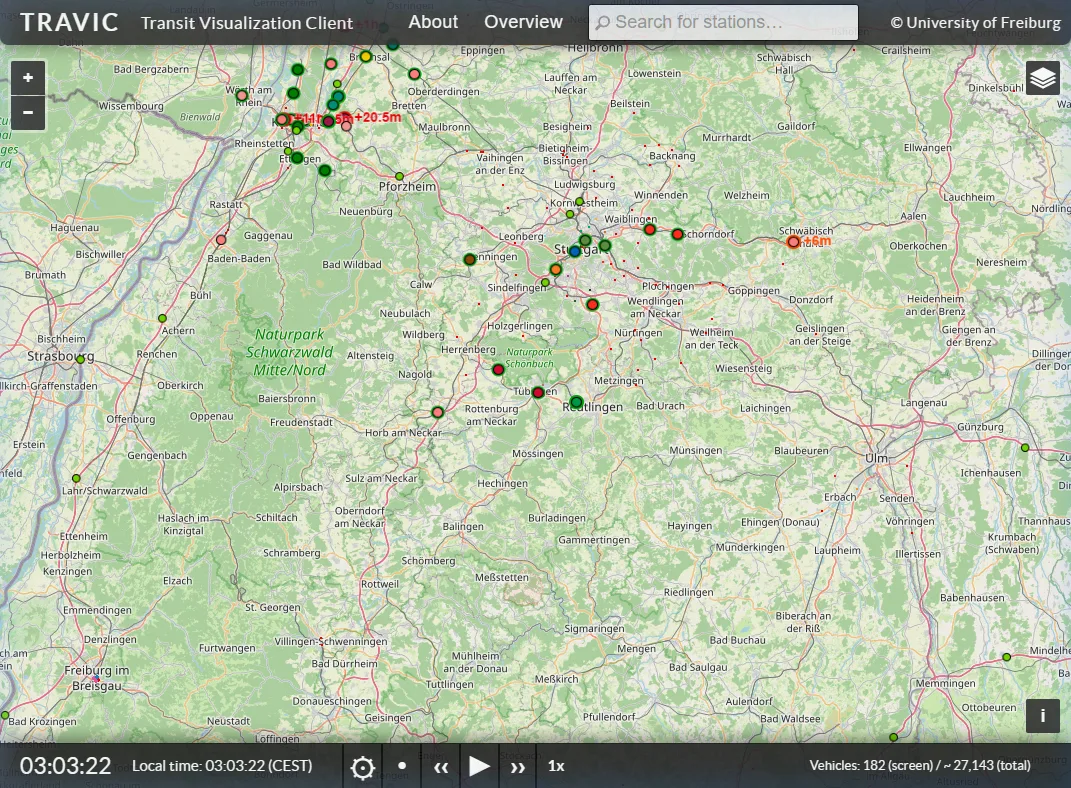 TRAVIC Transit Visualization Client About Overview Search for stations... © University of Freiburg
+
−
Bad Bergzabern
Eppingen
Heilbronn
Schwäbisch Hall
Crailsheim
Lauffen am Neckar
Löwenstein
Wissembourg
Wörth am Rhein
Oberderdingen
Bretten
Beilstein
Bienwald
+20.5m
Maulbronn
Besigheim
Gaildorf
Murrhardt
Rheinstetten
Ellwangen
Vaihingen an der Enz
Bietigheim-Bissingen
Backnang
Pforzheim
Ludwigsburg
Winnenden
Welzheim
Lauchheim
Rastatt
Neuenburg
Kornwestheim
Waiblingen
Aalen
Haguenau
Gaggenau
Leonberg
Schorndorf
Schwäbisch
+6m
Oberkochen
Baden-Baden
Bad Wildbad
Neresheim
Brumath
Calw
Sindelfingen
Plochingen
Göppingen
Bühl
Wendlingen am Neckar
Donzdorf
Heidenheim an der Brenz
Neubulach
Achern
Holzgerlingen
Nürtingen
Weilheim an der Teck
Geislingen an der Steige
Giengen an der Brenz
Bischheim
Naturpark Schwarzwald Mitte/Nord
Wildberg
Strasbourg
Renchen
Altensteig
Herrenberg
Naturpark Schönbuch
Wiesensteig
Oberkirch
Nagold
Metzingen
Baiersbronn
Langenau
Offenburg
Oppenau
Freudenstadt
Rottenburg am Neckar
Reutlingen
Bad Urach
Laichingen
Horb am Neckar
Günzburg
Erstein
Gengenbach
Mössingen
Münsingen
Blaubeuren
Ulm
Ichenhausen
Lahr/Schwarzwald
Alpirsbach
Sulz am Neckar
Hechingen
Erbach
Senden
Haslach im Kinzigtal
Schiltach
Oberndorf am Neckar
Balingen
Burladingen
Hayingen
Ehingen (Donau)
Vöhringen
Ettenheim
Gammertingen
Krumbach (Schwaben)
Herbolzheim
Schramberg
Schömberg
Munderkingen
Laupheim
Illertissen
Kenzingen
Elzach
Rottweil
Meßstetten
Riedlingen
Babenhausen
Emmendingen
St. Georgen
Biberach an der Riß
Denzlingen
Furtwangen
Villingen-Schwenningen
Sigmaringen
Mengen
Bad Buchau
Freiburg im Breisgau
Bad Dürrheim
Mühlheim an der Donau
Bad Saulgau
Meßkirch
Tuttlingen
Memmingen
Donaueschingen
Aulendorf
Ottobeuren
Bad Krozingen
Neustadt
Geisingen
Pfullendorf
Bad Waldsee
Löffingen
i
03:03:22 Local time: 03:03:22 (CEST) 1x Vehicles: 182 (screen) / ~ 27,143 (total)